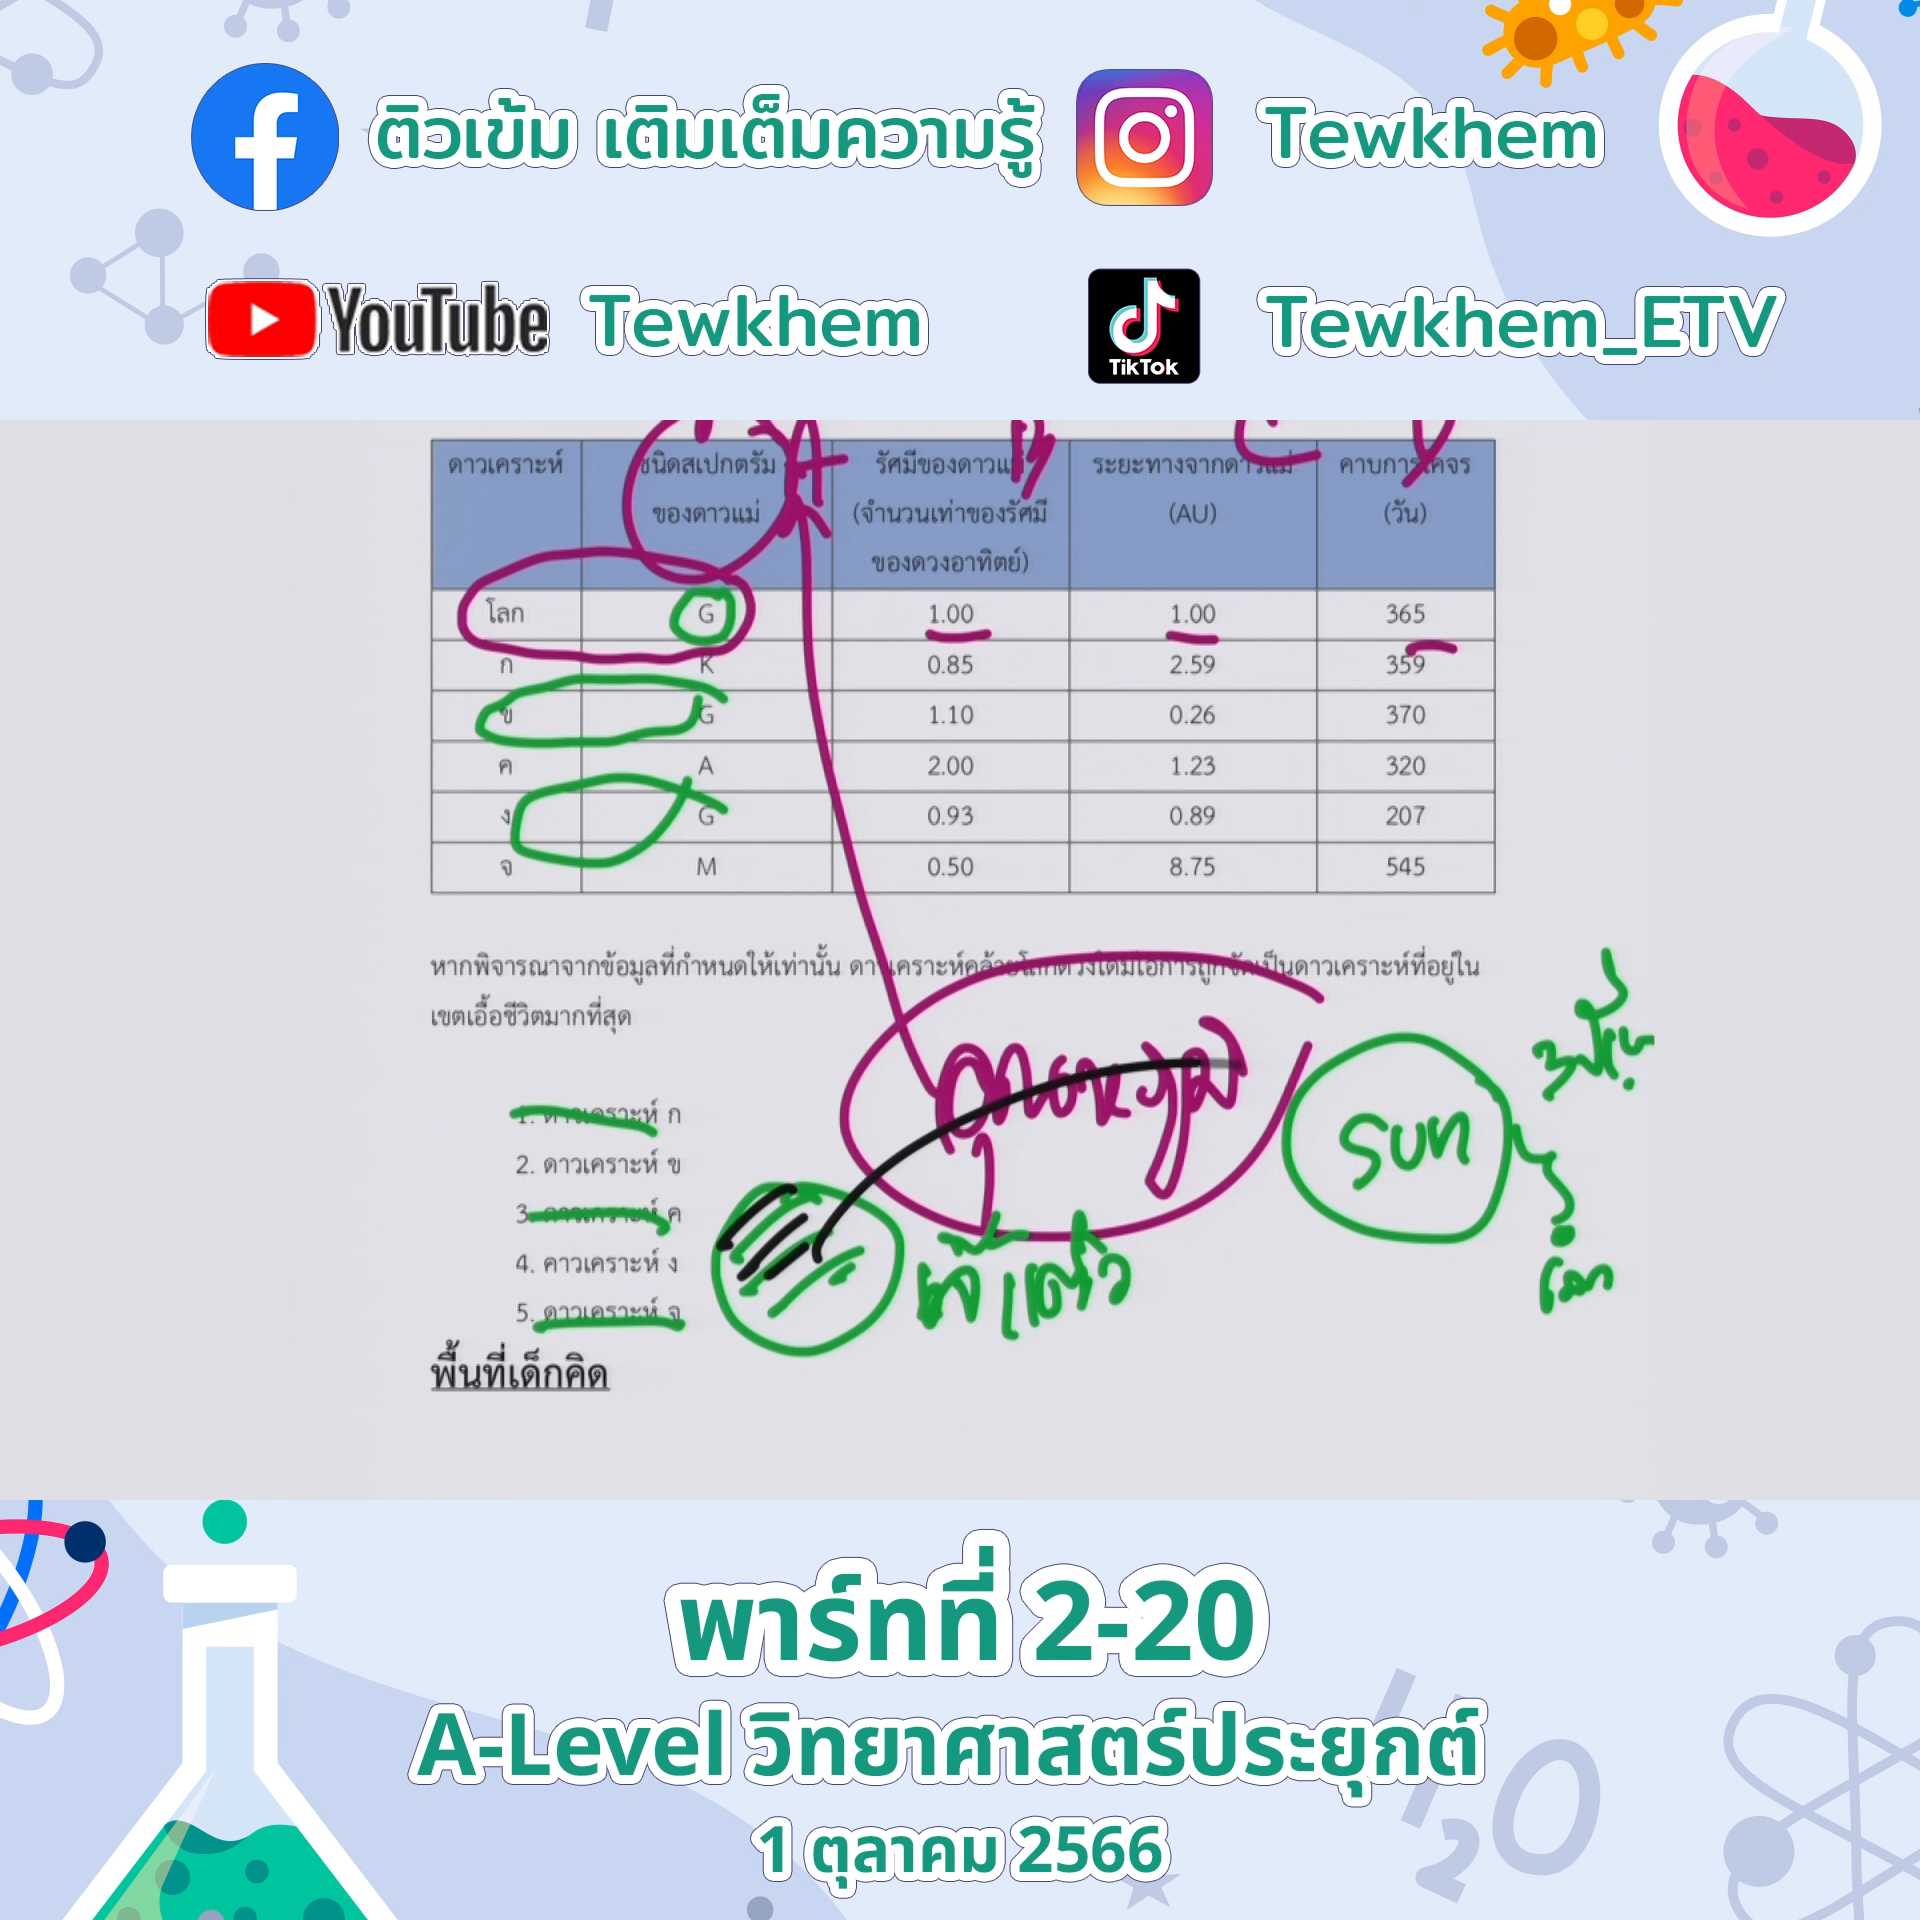 ติวเข้ม เติมเต็มความรู้
Tewkhem
YouTube Tewkhem
TikTok
Tewkhem_ETV
ดาวเคราะห์ ชนิดสเปกตรัม รัศมีของดาวแม่ ระยะทางจากดาวแม่ คาบการโคจร
ของดาวแม่ (จำนวนเท่าของรัศมี (AU) (วัน)
ของดวงอาทิตย์)
โลก G 1.00 1.00 365
ก K 0.85 2.59 359
ข G 1.10 0.26 370
ค A 2.00 1.23 320
ง G 0.93 0.89 207
จ M 0.50 8.75 545
หากพิจารณาจากข้อมูลที่กำหนดให้เท่านั้น ดาวเคราะห์คล้ายโลกดวงใดมีโอกาสถูกจัดเป็นดาวเคราะห์ที่อยู่ใน
เขตเอื้อชีวิตมากที่สุด
1. ดาวเคราะห์ ก
2. ดาวเคราะห์ ข
3. ดาวเคราะห์ ค
4. ดาวเคราะห์ ง
5. ดาวเคราะห์ จ
อุณหภูมิ
sun
โลก
พื้นที่เด็กคิด
พาร์ทที่ 2-20
A-Level วิทยาศาสตร์ประยุกต์
1 ตุลาคม 2566